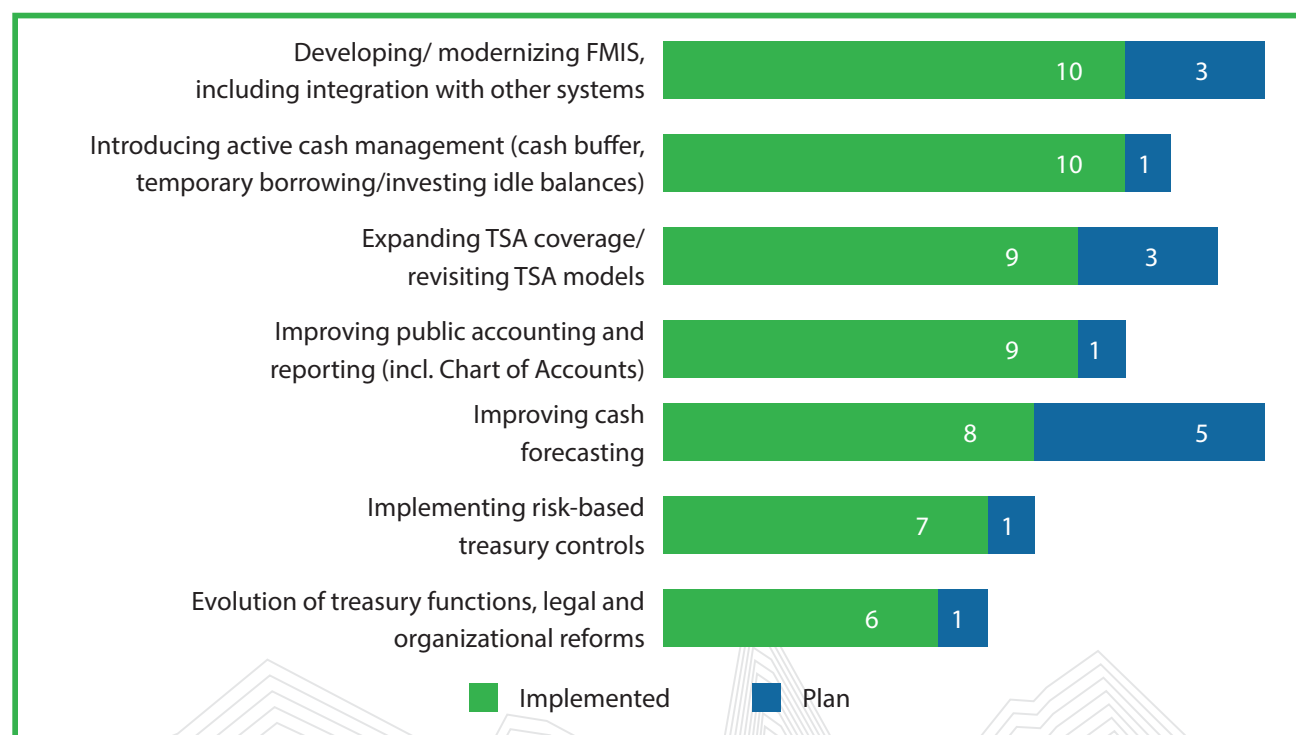 Developing/ modernizing FMIS,
including integration with other systems
10 3
Introducing active cash management (cash buffer,
temporary borrowing/investing idle balances)
10 1
Expanding TSA coverage/
revisiting TSA models
9 3
Improving public accounting and
reporting (incl. Chart of Accounts)
9 1
Improving cash
forecasting
8 5
Implementing risk-based
treasury controls
7 1
Evolution of treasury functions, legal and
organizational reforms
6 1
Implemented Plan